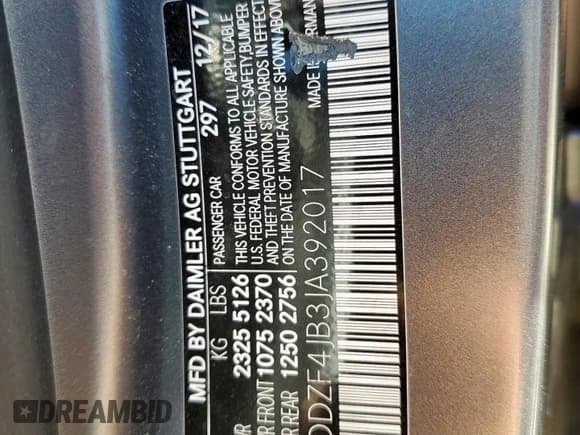 MFD BY DAIMLER AG STUTTGART
297 12/17
KG LBS
2325 5126
FRONT 1075 2370
REAR 1250 2756
PASSENGER CAR
THIS VEHICLE CONFORMS TO ALL APPLICABLE
U.S. FEDERAL MOTOR VEHICLE SAFETY, BUMPER
AND THEFT PREVENTION STANDARDS IN EFFECT
ON THE DATE OF MANUFACTURE SHOWN ABOVE
MADE
DDZF4JB3JA392017
DREAMBID